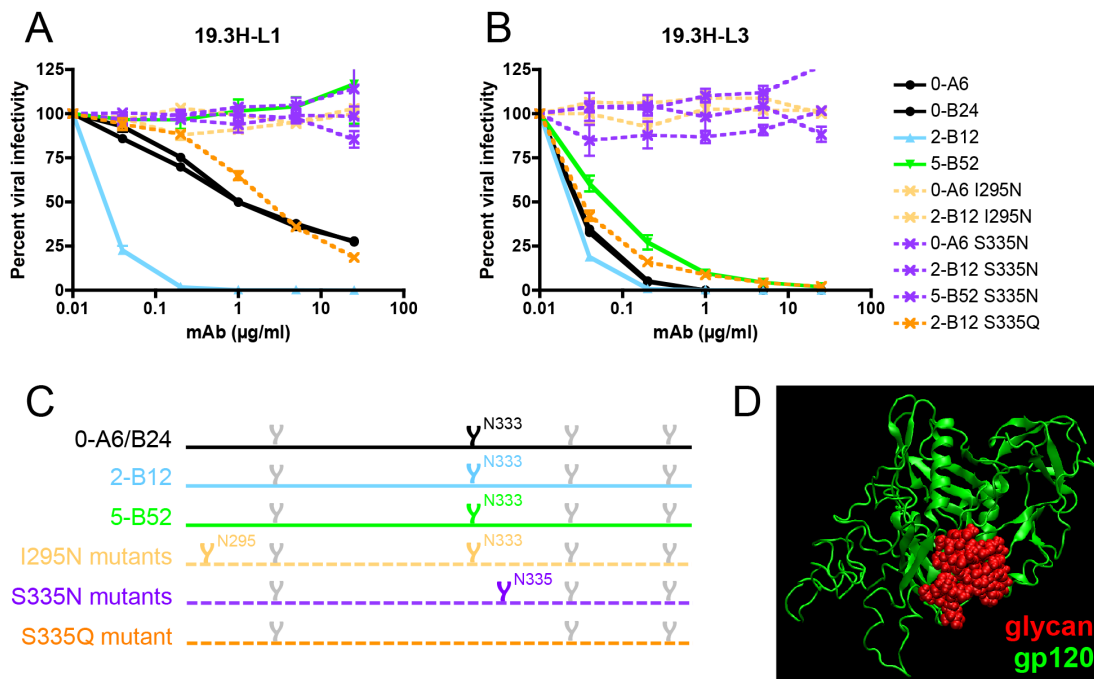 A
19.3H-L1
Percent viral infectivity
125
100
75
50
25
0
0.01
0.1
1
10
100
mAb (µg/ml)
B
19.3H-L3
Percent viral infectivity
125
100
75
50
25
0
0.01
0.1
1
10
100
mAb (µg/ml)
0-A6
0-B24
2-B12
5-B52
0-A6 I295N
2-B12 I295N
0-A6 S335N
2-B12 S335N
5-B52 S335N
2-B12 S335Q
C
0-A6/B24
N333
2-B12
N333
5-B52
N333
I295N mutants
N295
N333
S335N mutants
N335
S335Q mutant
D
glycan
gp120